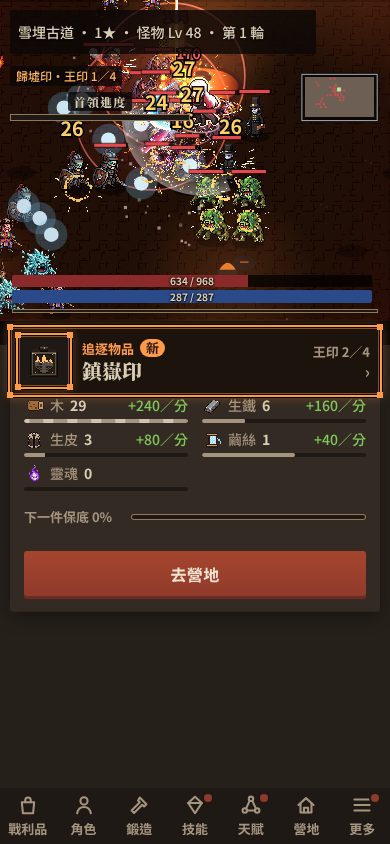 雪埋古道 · 1★ · 怪物 Lv 48 · 第 1 輪
170
歸墟印·王印 1／4
27
首領進度
24
27
16
26
26
634 / 968
287 / 287
追逐物品 新
王印 2／4
鎮嶽印
›
木 29 +240／分
生鐵 6 +160／分
生皮 3 +80／分
繭絲 1 +40／分
靈魂 0
下一件保底 0%
去營地
戰利品 角色 鍛造 技能 天賦 營地 更多